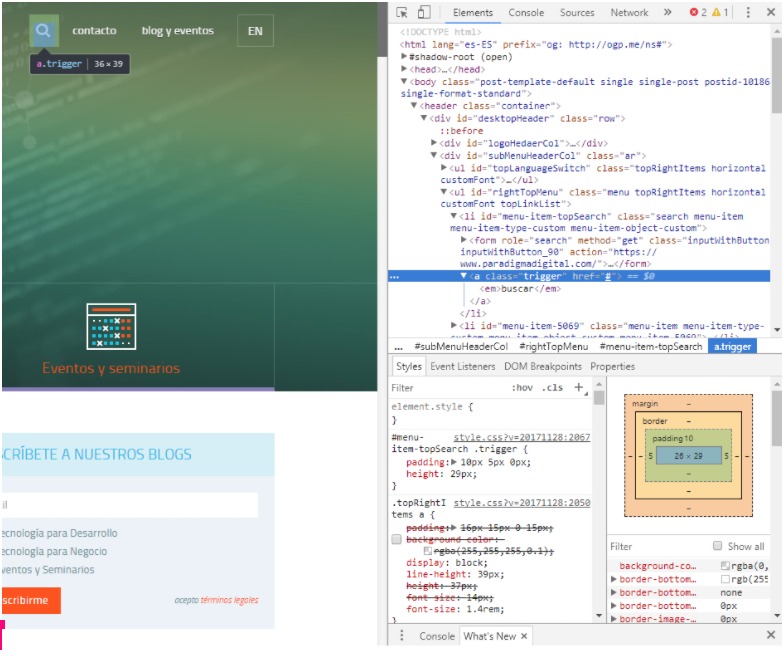 contacto blog y eventos EN
a.trigger | 36 × 39
Eventos y seminarios
SCRÍBETE A NUESTROS BLOGS
il
ecnología para Desarrollo
ecnología para Negocio
ventos y Seminarios
scribirme acepto términos legales
Elements Console Sources Network » 2 1
<!DOCTYPE html>
<html lang="es-ES" prefix="og: http://ogp.me/ns#">
#shadow-root (open)
<head>…</head>
<body class="post-template-default single single-post postid-10186
single-format-standard">
<header class="container">
<div id="desktopHeader" class="row">
::before
<div id="logoHedaerCol">…</div>
<div id="subMenuHeaderCol" class="ar">
<ul id="topLanguageSwitch" class="topRightItems horizontal
customFont">…</ul>
<ul id="rightTopMenu" class="menu topRightItems horizontal
customFont topLinkList">
<li id="menu-item-topSearch" class="search menu-item
menu-item-type-custom menu-item-object-custom">
<form role="search" method="get" class="inputWithButton
inputWithButton_90" action="https://
www.paradigmadigital.com/">…</form>
… <a class="trigger" href="#"> == $0
<em>buscar</em>
</a>
</li>
<li id="menu-item-5069" class="menu-item menu-item-type-
… #subMenuHeaderCol #rightTopMenu #menu-item-topSearch a.trigger
Styles Event Listeners DOM Breakpoints Properties
Filter :hov .cls +
element.style {
}
#menu- style.css?v=20171128:2067
item-topSearch .trigger {
padding: 10px 5px 0px;
height: 29px;
}
.topRightI style.css?v=20171128:2050
tems a {
padding: 16px 15px 0 15px;
background-color:
rgba(255,255,255,0.1);
display: block;
line-height: 39px;
height: 37px;
font-size: 14px;
font-size: 1.4rem;
margin –
border –
padding 10
– – 5 26 × 29 5 – –
–
–
–
Filter Show all
background-co… rgba(0,
border-bottom… rgb(255
border-bottom… none
border-bottom… 0px
border-image-… 0px
Console What's New ×